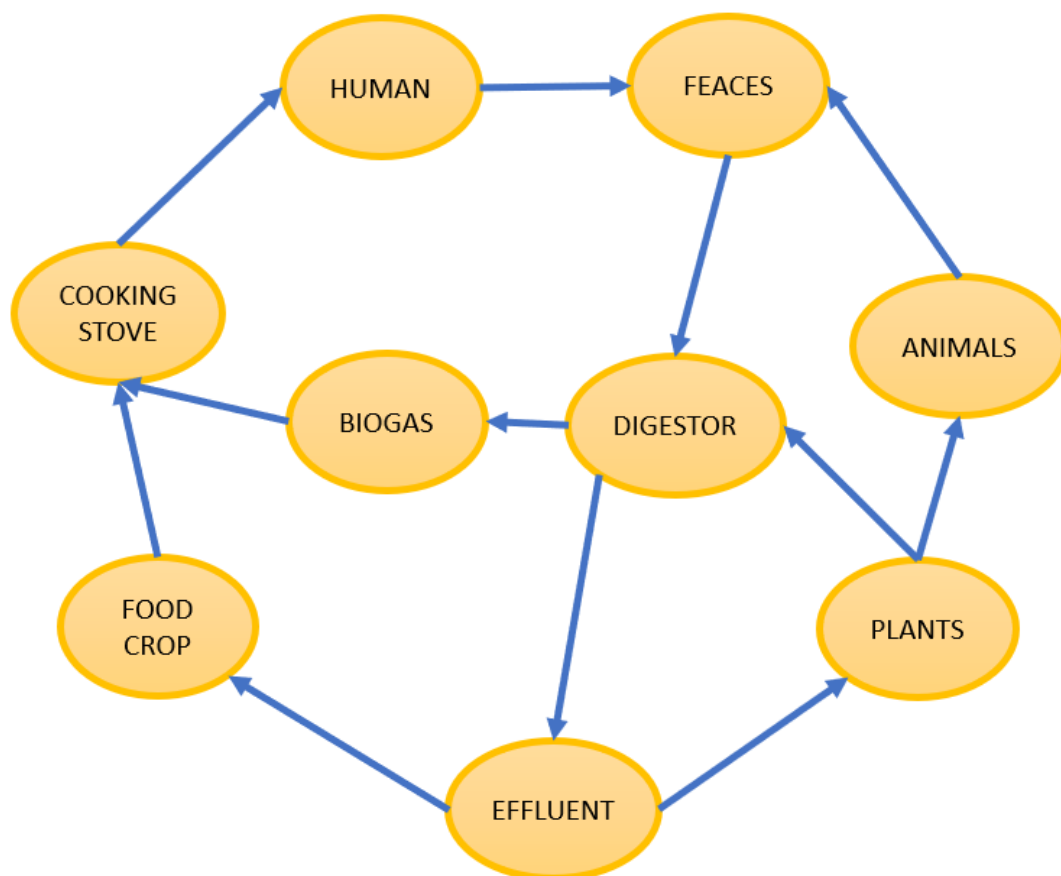 HUMAN
FEACES
COOKING
STOVE
ANIMALS
BIOGAS
DIGESTOR
FOOD
CROP
PLANTS
EFFLUENT